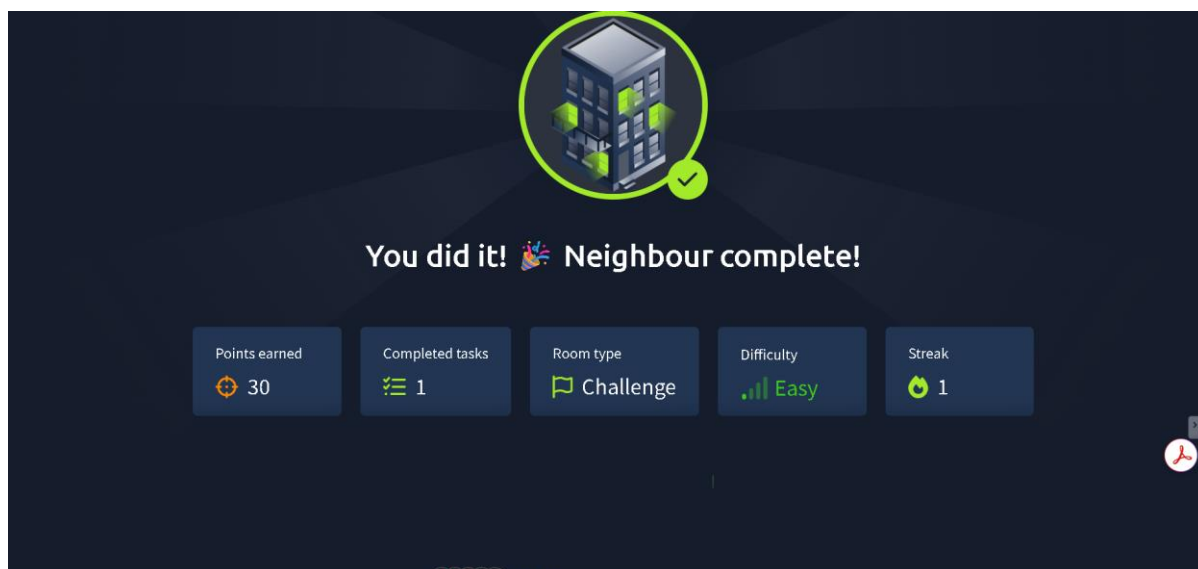 You did it! 🎉 Neighbour complete!
Points earned
30
Completed tasks
1
Room type
Challenge
Difficulty
Easy
Streak
1